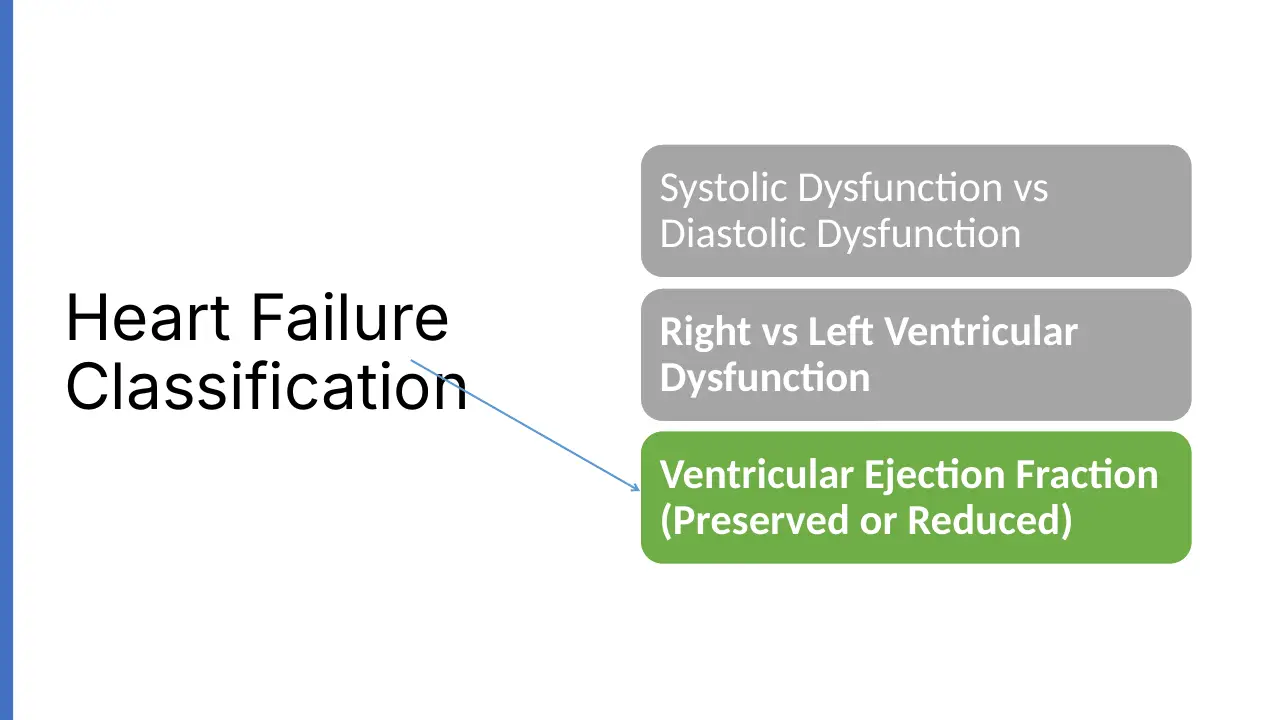 Heart Failure
Classification
Systolic Dysfunction vs
Diastolic Dysfunction
Right vs Left Ventricular
Dysfunction
Ventricular Ejection Fraction
(Preserved or Reduced)